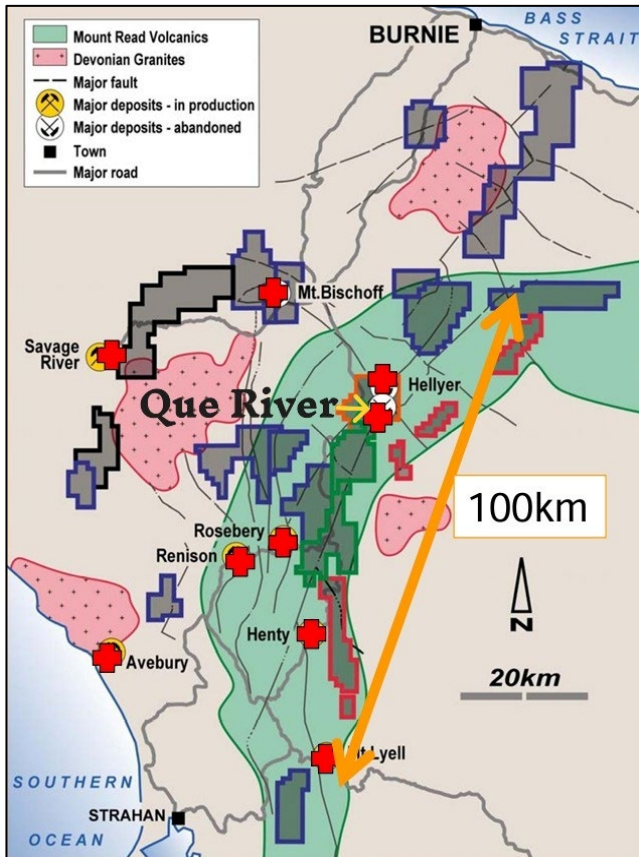 Mount Read Volcanics
Devonian Granites
Major fault
Major deposits - in production
Major deposits - abandoned
Town
Major road
BURNIE
BASS
STRAIT
Mt.Bischoff
Savage
River
Hellyer
Que River
100km
Rosebery
Renison
N
Henty
20km
Avebury
Lyell
SOUTHERN
OCEAN
STRAHAN